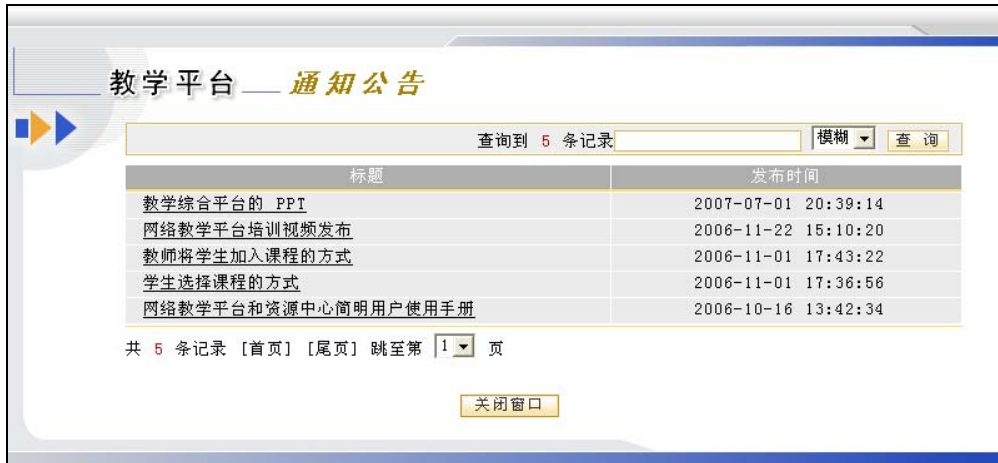 教学平台 通知公告
查询到 5 条记录 模糊 查 询
标题 发布时间
教学综合平台的 PPT 2007-07-01 20:39:14
网络教学平台培训视频发布 2006-11-22 15:10:20
教师将学生加入课程的方式 2006-11-01 17:43:22
学生选择课程的方式 2006-11-01 17:36:56
网络教学平台和资源中心简明用户使用手册 2006-10-16 13:42:34
共 5 条记录 [首页] [尾页] 跳至第 1 页
关闭窗口